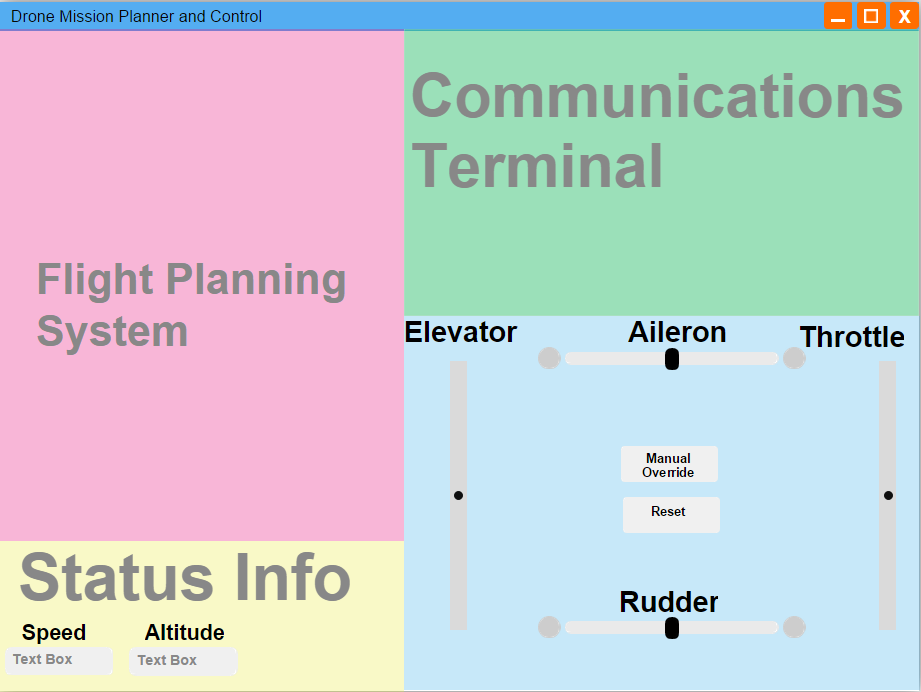 Drone Mission Planner and Control
X
Communications
Terminal
Flight Planning
System
Elevator
Aileron
Throttle
Manual
Override
Reset
Rudder
Status Info
Speed
Altitude
Text Box
Text Box